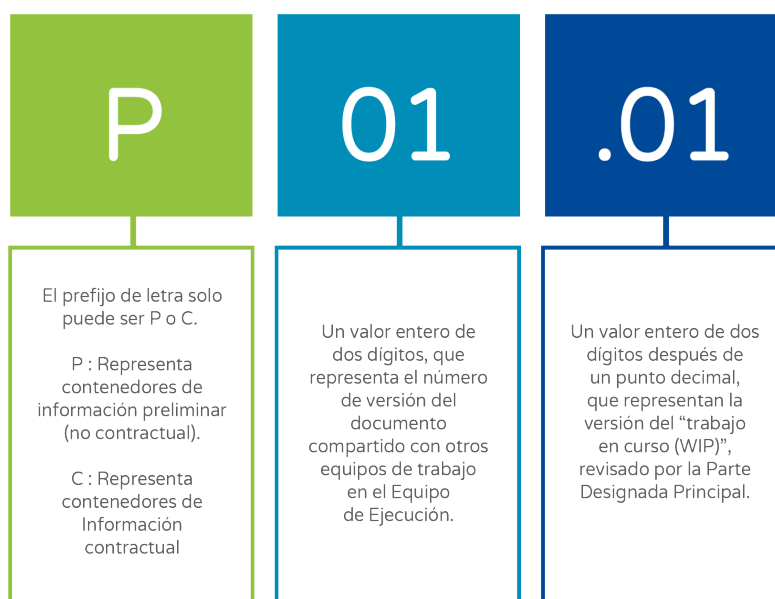 P
El prefijo de letra solo
puede ser P o C.
P : Representa
contenedores de
información preliminar
(no contractual).
C : Representa
contenedores de
Información
contractual
01
Un valor entero de
dos dígitos, que
representa el número
de versión del
documento
compartido con otros
equipos de trabajo
en el Equipo
de Ejecución.
.01
Un valor entero de dos
dígitos después de
un punto decimal,
que representan la
versión del “trabajo
en curso (WIP)”,
revisado por la Parte
Designada Principal.